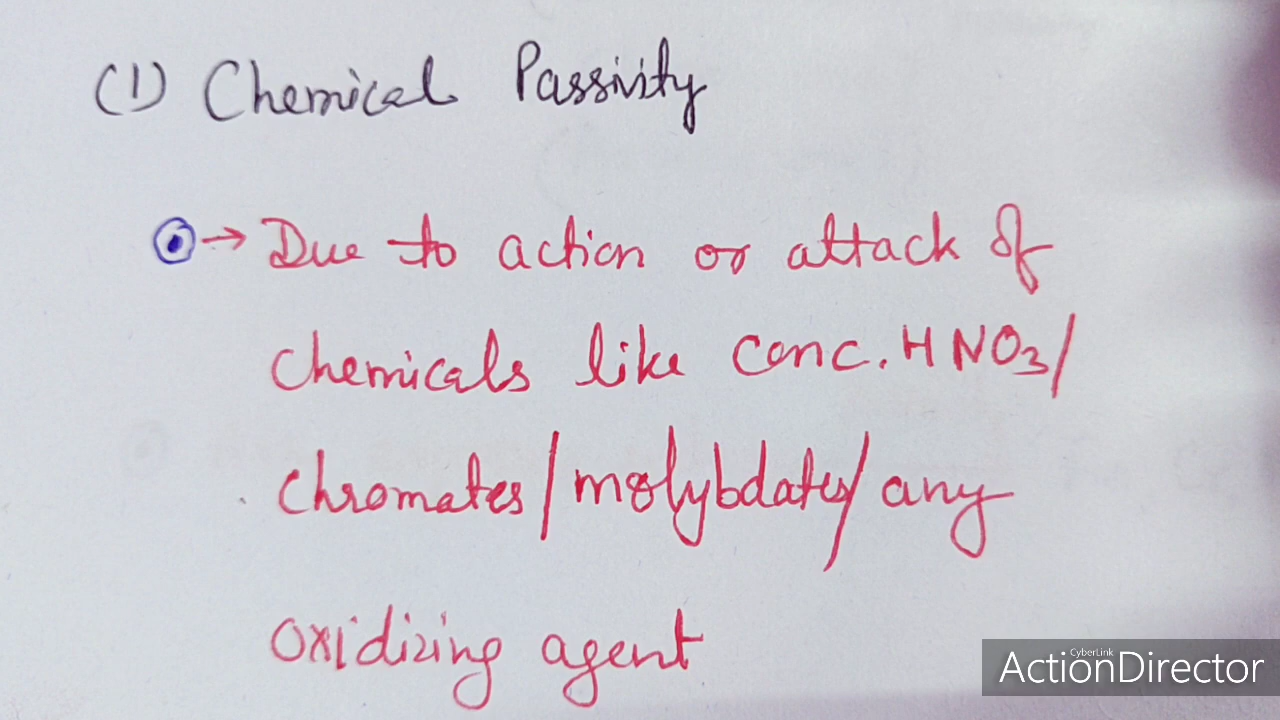 (1) Chemical Passivity
→ Due to action or attack of
chemicals like conc. HNO3/
chromates/molybdates/any
oxidizing agent
CyberLink
ActionDirector